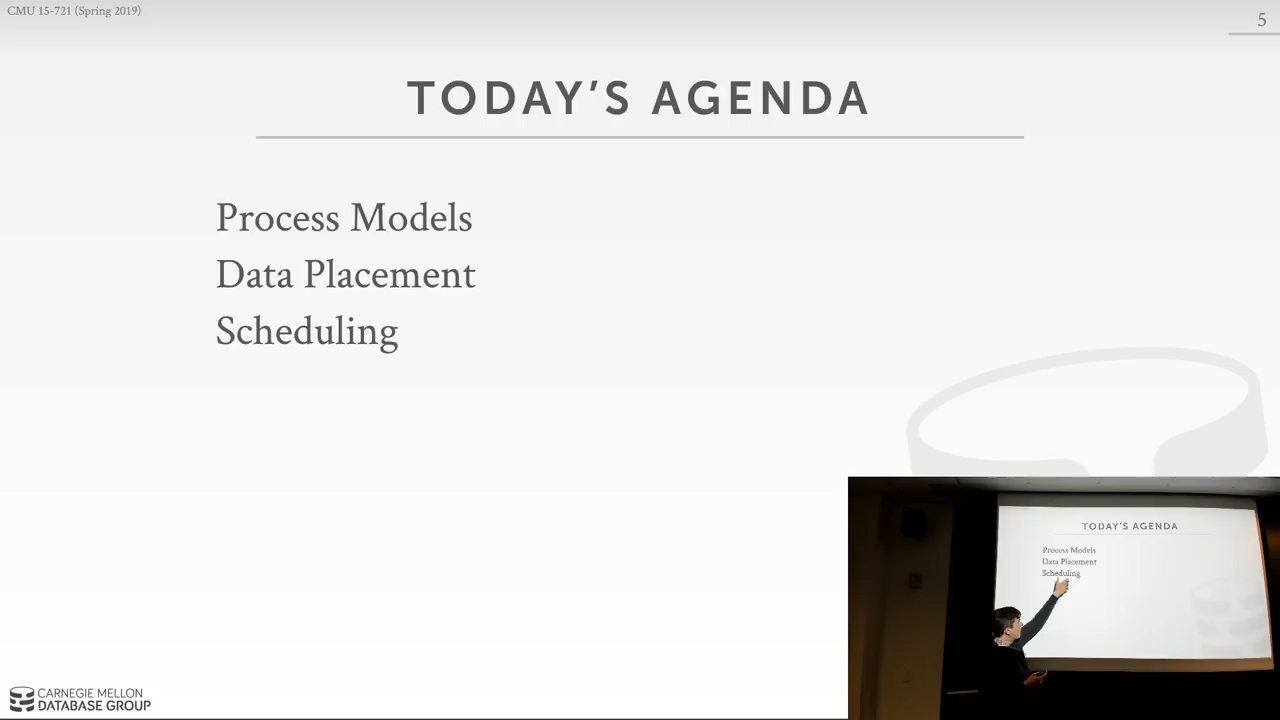 CMU 15-721 (Spring 2019)
5
TODAY'S AGENDA
Process Models
Data Placement
Scheduling
TODAY'S AGENDA
Process Models
Data Placement
Scheduling
CARNEGIE MELLON
DATABASE GROUP